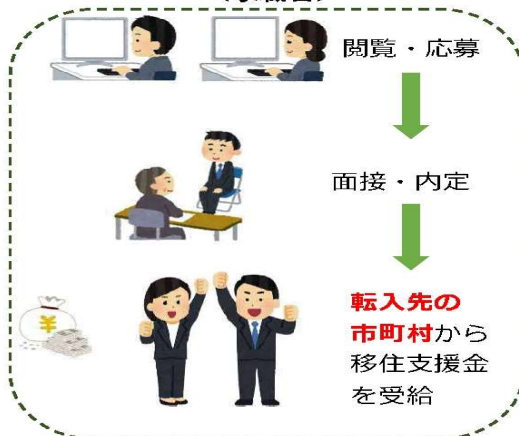 閲覧・応募
面接・内定
¥
転入先の
市町村から
移住支援金
を受給